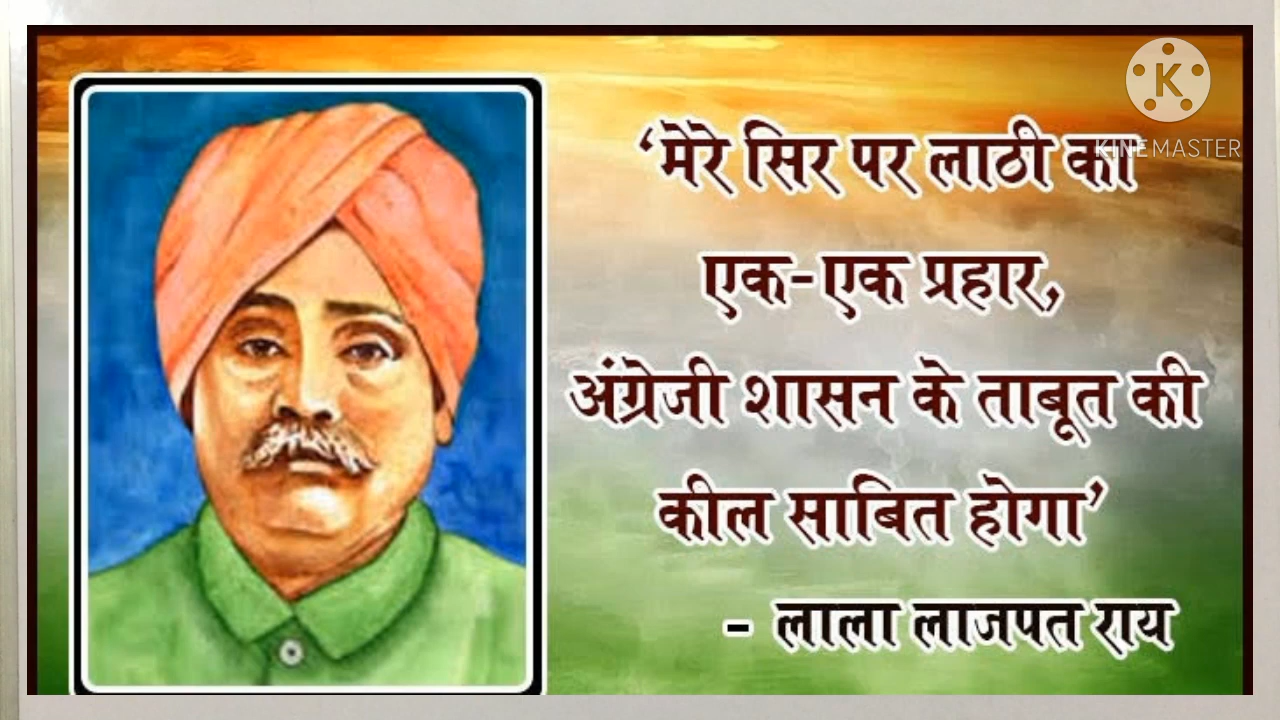 ‘मेरे सिर पर लाठी का
एक-एक प्रहार,
अंग्रेजी शासन के ताबूत की
कील साबित होगा’
- लाला लाजपत राय
K
KINEMASTER